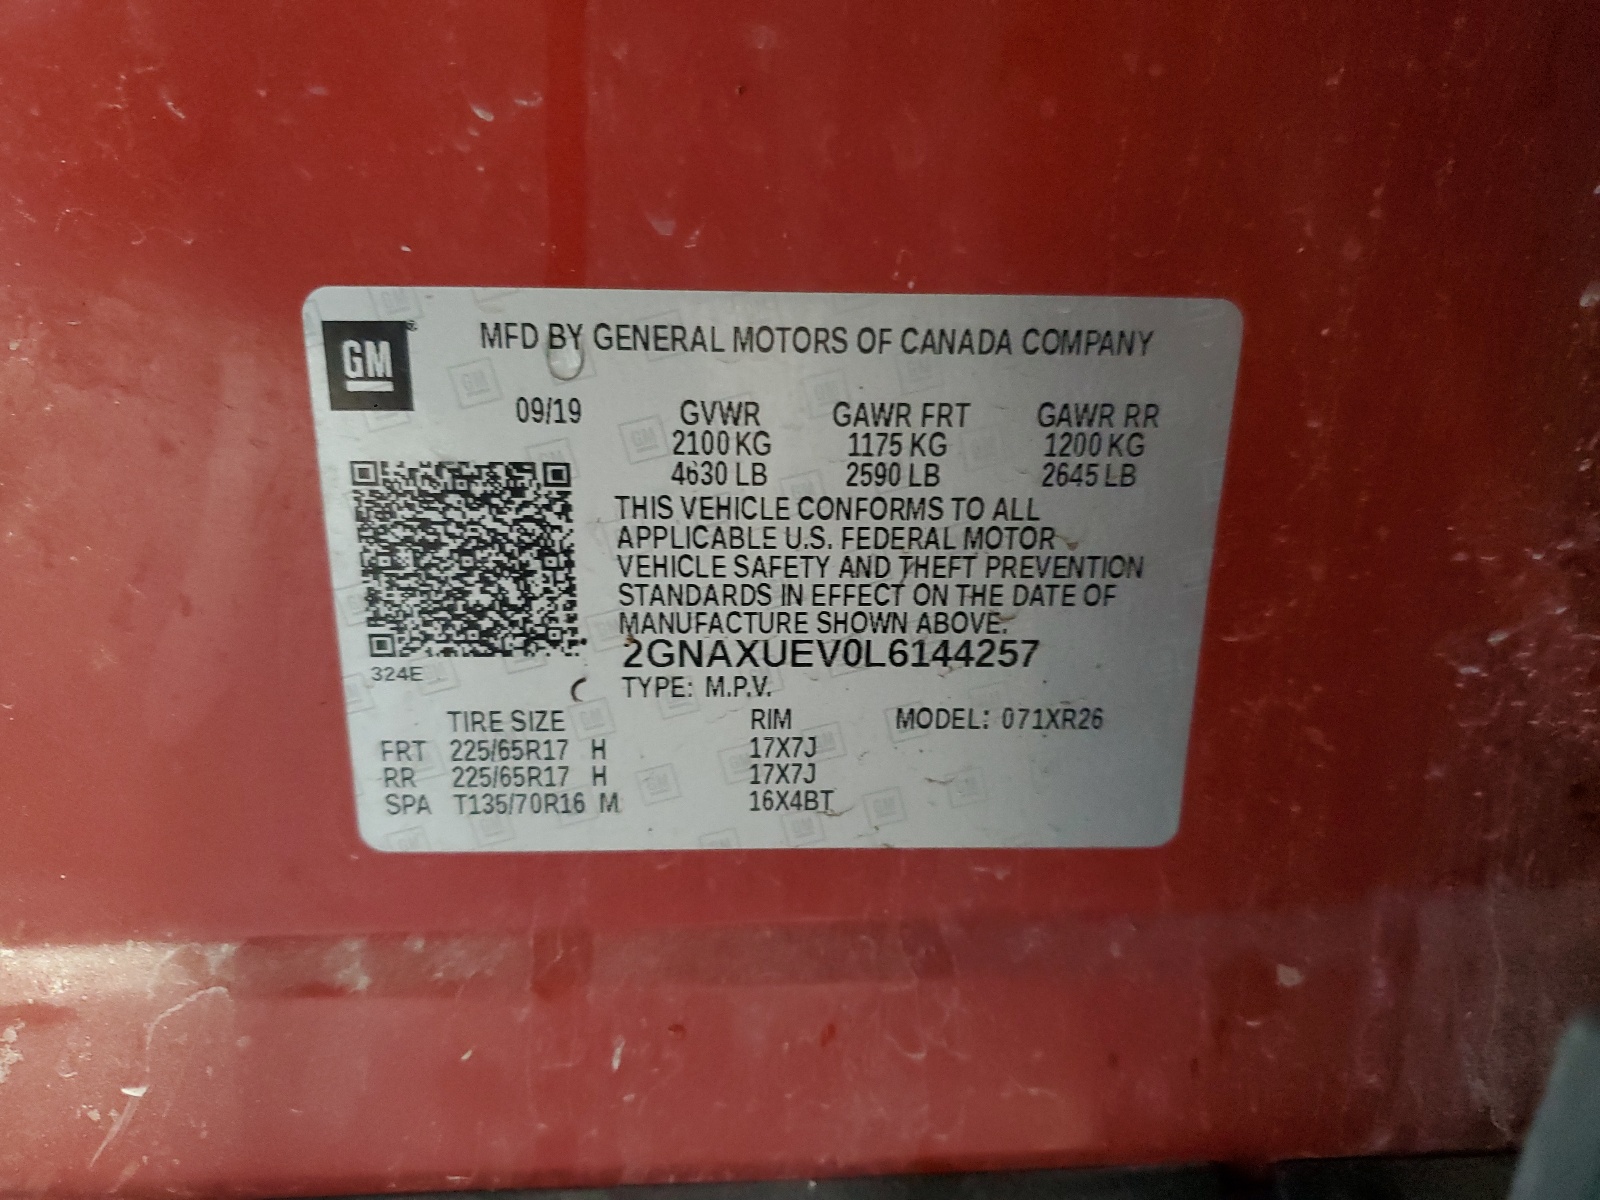 GM
MFD BY GENERAL MOTORS OF CANADA COMPANY
09/19 GVWR GAWR FRT GAWR RR
2100 KG 1175 KG 1200 KG
4630 LB 2590 LB 2645 LB
THIS VEHICLE CONFORMS TO ALL
APPLICABLE U.S. FEDERAL MOTOR
VEHICLE SAFETY AND THEFT PREVENTION
STANDARDS IN EFFECT ON THE DATE OF
MANUFACTURE SHOWN ABOVE.
2GNAXUEV0L6144257
324E
TYPE: M.P.V.
TIRE SIZE RIM MODEL: 071XR26
FRT 225/65R17 H 17X7J
RR 225/65R17 H 17X7J
SPA T135/70R16 M 16X4BT